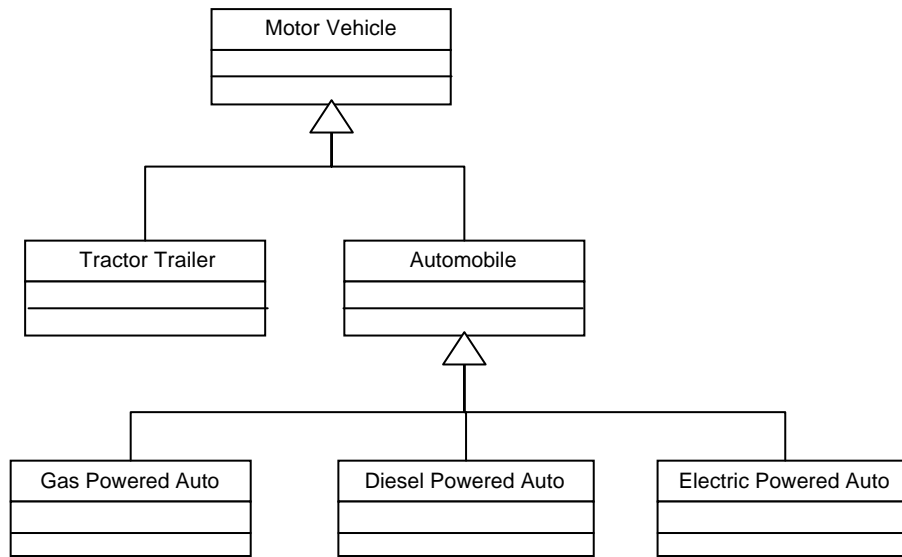 Motor Vehicle
Tractor Trailer
Automobile
Gas Powered Auto
Diesel Powered Auto
Electric Powered Auto